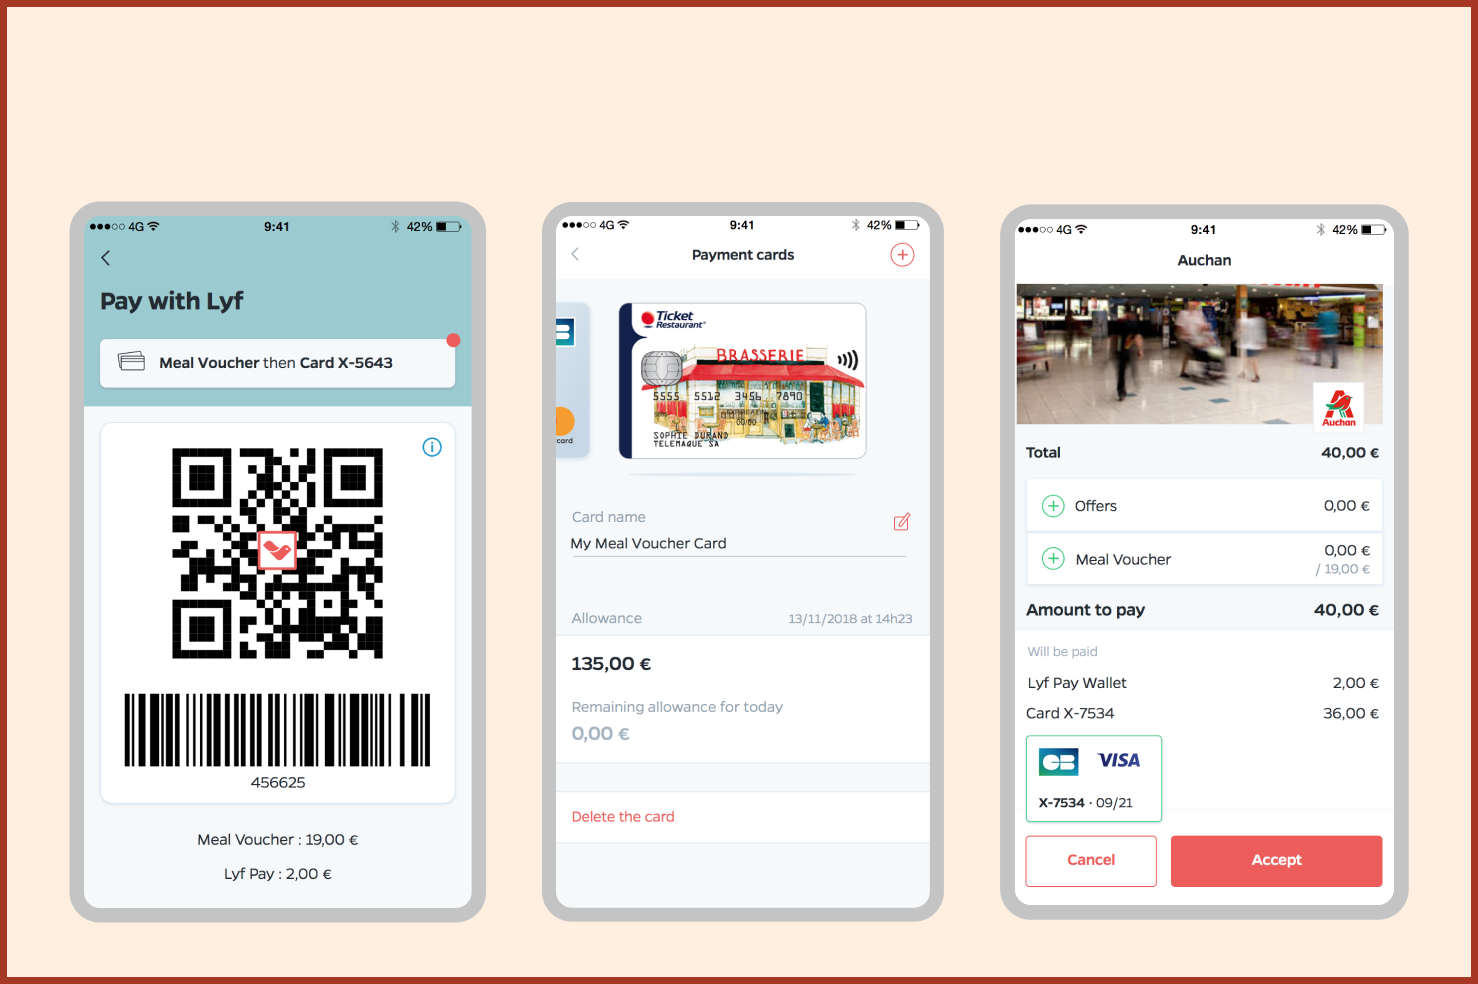 4G 9:41 42%
Pay with Lyf
Meal Voucher then Card X-5643
456625
Meal Voucher : 19,00 €
Lyf Pay : 2,00 €
4G 9:41 42%
Payment cards
Ticket
Restaurant®
BRASSERIE
5555 5512 3456 7890
00/00
SOPHIE DURAND
TELEMAQUE SA
card
Card name
My Meal Voucher Card
Allowance 13/11/2018 at 14h23
135,00 €
Remaining allowance for today
0,00 €
Delete the card
4G 9:41 42%
Auchan
Auchan
Total 40,00 €
Offers 0,00 €
Meal Voucher 0,00 €
/ 19,00 €
Amount to pay 40,00 €
Will be paid
Lyf Pay Wallet 2,00 €
Card X-7534 36,00 €
CB VISA
X-7534 · 09/21
Cancel Accept